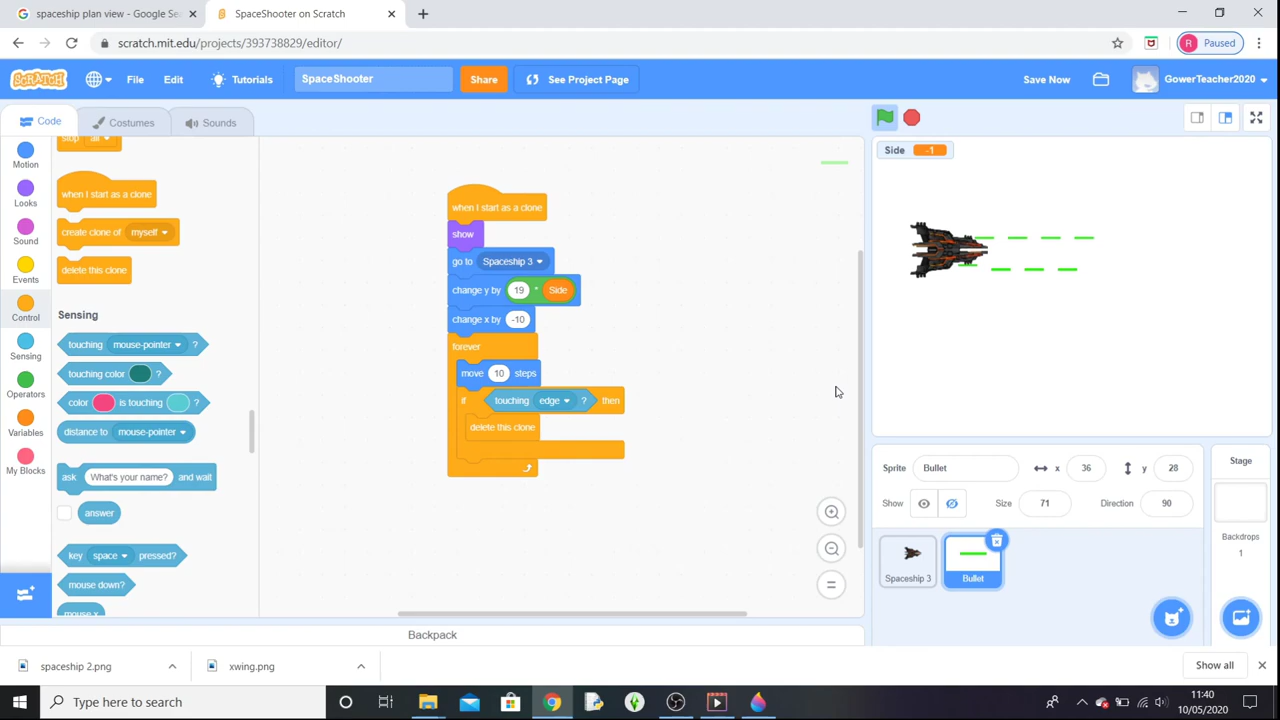 spaceship plan view - Google Se
SpaceShooter on Scratch
scratch.mit.edu/projects/393738829/editor/
R Paused
SCRATCH File Edit Tutorials SpaceShooter Share See Project Page Save Now GowerTeacher2020
Code Costumes Sounds
Motion
Looks
Sound
Events
Control
Sensing
Operators
Variables
My Blocks
stop all
when I start as a clone
create clone of myself
delete this clone
Sensing
touching mouse-pointer ?
touching color ?
color is touching ?
distance to mouse-pointer
ask What's your name? and wait
answer
key space pressed?
mouse down?
mouse x
when I start as a clone
show
go to Spaceship 3
change y by 19 * Side
change x by -10
forever
move 10 steps
if touching edge ? then
delete this clone
Side -1
Sprite Bullet x 36 y 28
Show Size 71 Direction 90
Spaceship 3
Bullet
Stage
Backdrops
1
Backpack
spaceship 2.png
xwing.png
Show all
Type here to search
11:40
10/05/2020